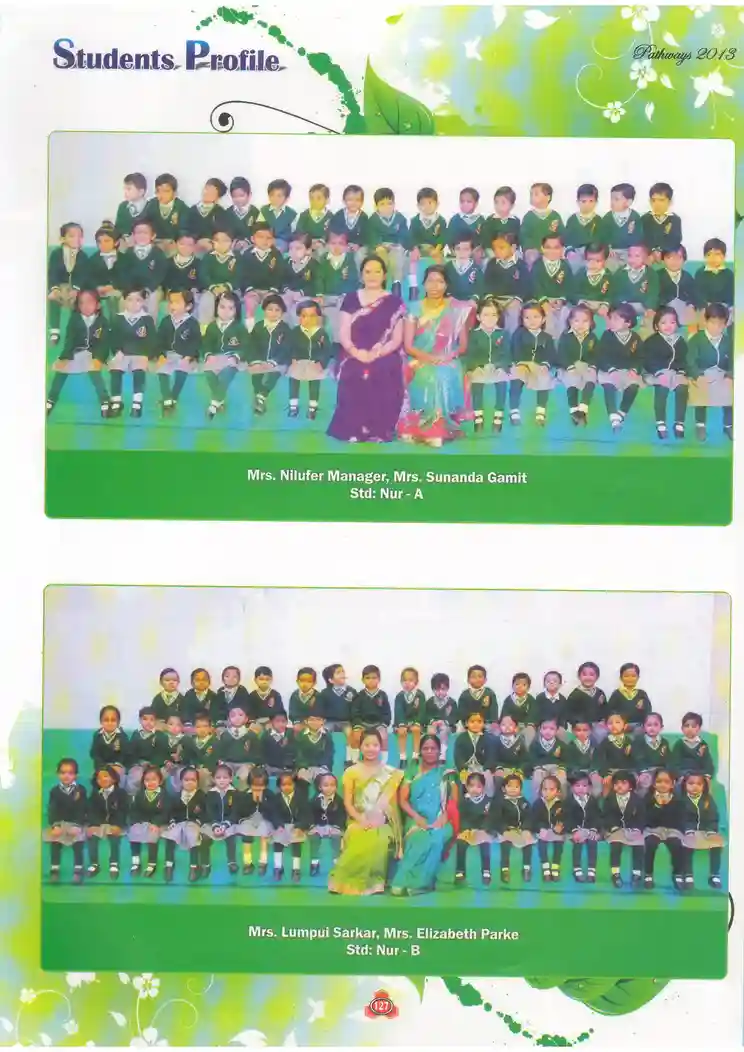 Students Profile
Pathways 2013
Mrs. Nilufer Manager, Mrs. Sunanda Gamit
Std: Nur - A
Mrs. Lumpui Sarkar, Mrs. Elizabeth Parke
Std: Nur - B
127